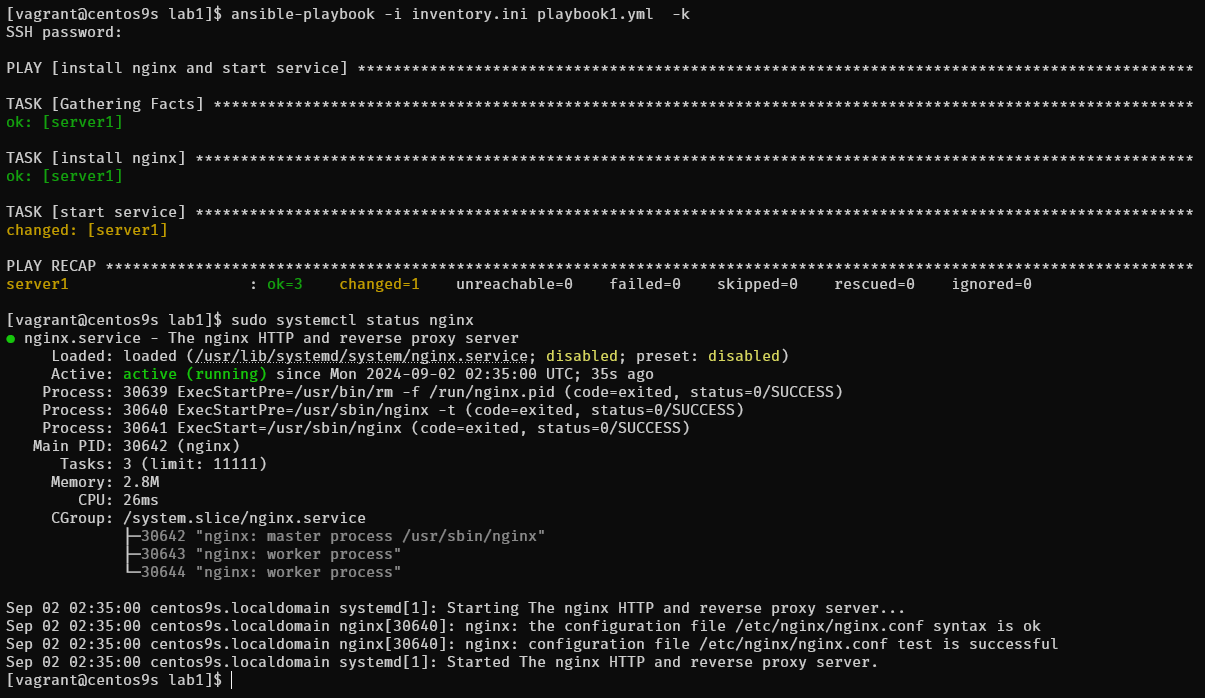 [vagrant@centos9s lab1]$ ansible-playbook -i inventory.ini playbook1.yml  -k
SSH password:
PLAY [install nginx and start service] *********************************************************************************************
TASK [Gathering Facts] *************************************************************************************************************
ok: [server1]
TASK [install nginx] ***************************************************************************************************************
ok: [server1]
TASK [start service] ***************************************************************************************************************
changed: [server1]
PLAY RECAP *************************************************************************************************************************
server1                    : ok=3    changed=1    unreachable=0    failed=0    skipped=0    rescued=0    ignored=0
[vagrant@centos9s lab1]$ sudo systemctl status nginx
● nginx.service - The nginx HTTP and reverse proxy server
     Loaded: loaded (/usr/lib/systemd/system/nginx.service; disabled; preset: disabled)
     Active: active (running) since Mon 2024-09-02 02:35:00 UTC; 35s ago
    Process: 30639 ExecStartPre=/usr/bin/rm -f /run/nginx.pid (code=exited, status=0/SUCCESS)
    Process: 30640 ExecStartPre=/usr/sbin/nginx -t (code=exited, status=0/SUCCESS)
    Process: 30641 ExecStart=/usr/sbin/nginx (code=exited, status=0/SUCCESS)
   Main PID: 30642 (nginx)
      Tasks: 3 (limit: 11111)
     Memory: 2.8M
        CPU: 26ms
     CGroup: /system.slice/nginx.service
             ├─30642 "nginx: master process /usr/sbin/nginx"
             ├─30643 "nginx: worker process"
             └─30644 "nginx: worker process"
Sep 02 02:35:00 centos9s.localdomain systemd[1]: Starting The nginx HTTP and reverse proxy server...
Sep 02 02:35:00 centos9s.localdomain nginx[30640]: nginx: the configuration file /etc/nginx/nginx.conf syntax is ok
Sep 02 02:35:00 centos9s.localdomain nginx[30640]: nginx: configuration file /etc/nginx/nginx.conf test is successful
Sep 02 02:35:00 centos9s.localdomain systemd[1]: Started The nginx HTTP and reverse proxy server.
[vagrant@centos9s lab1]$